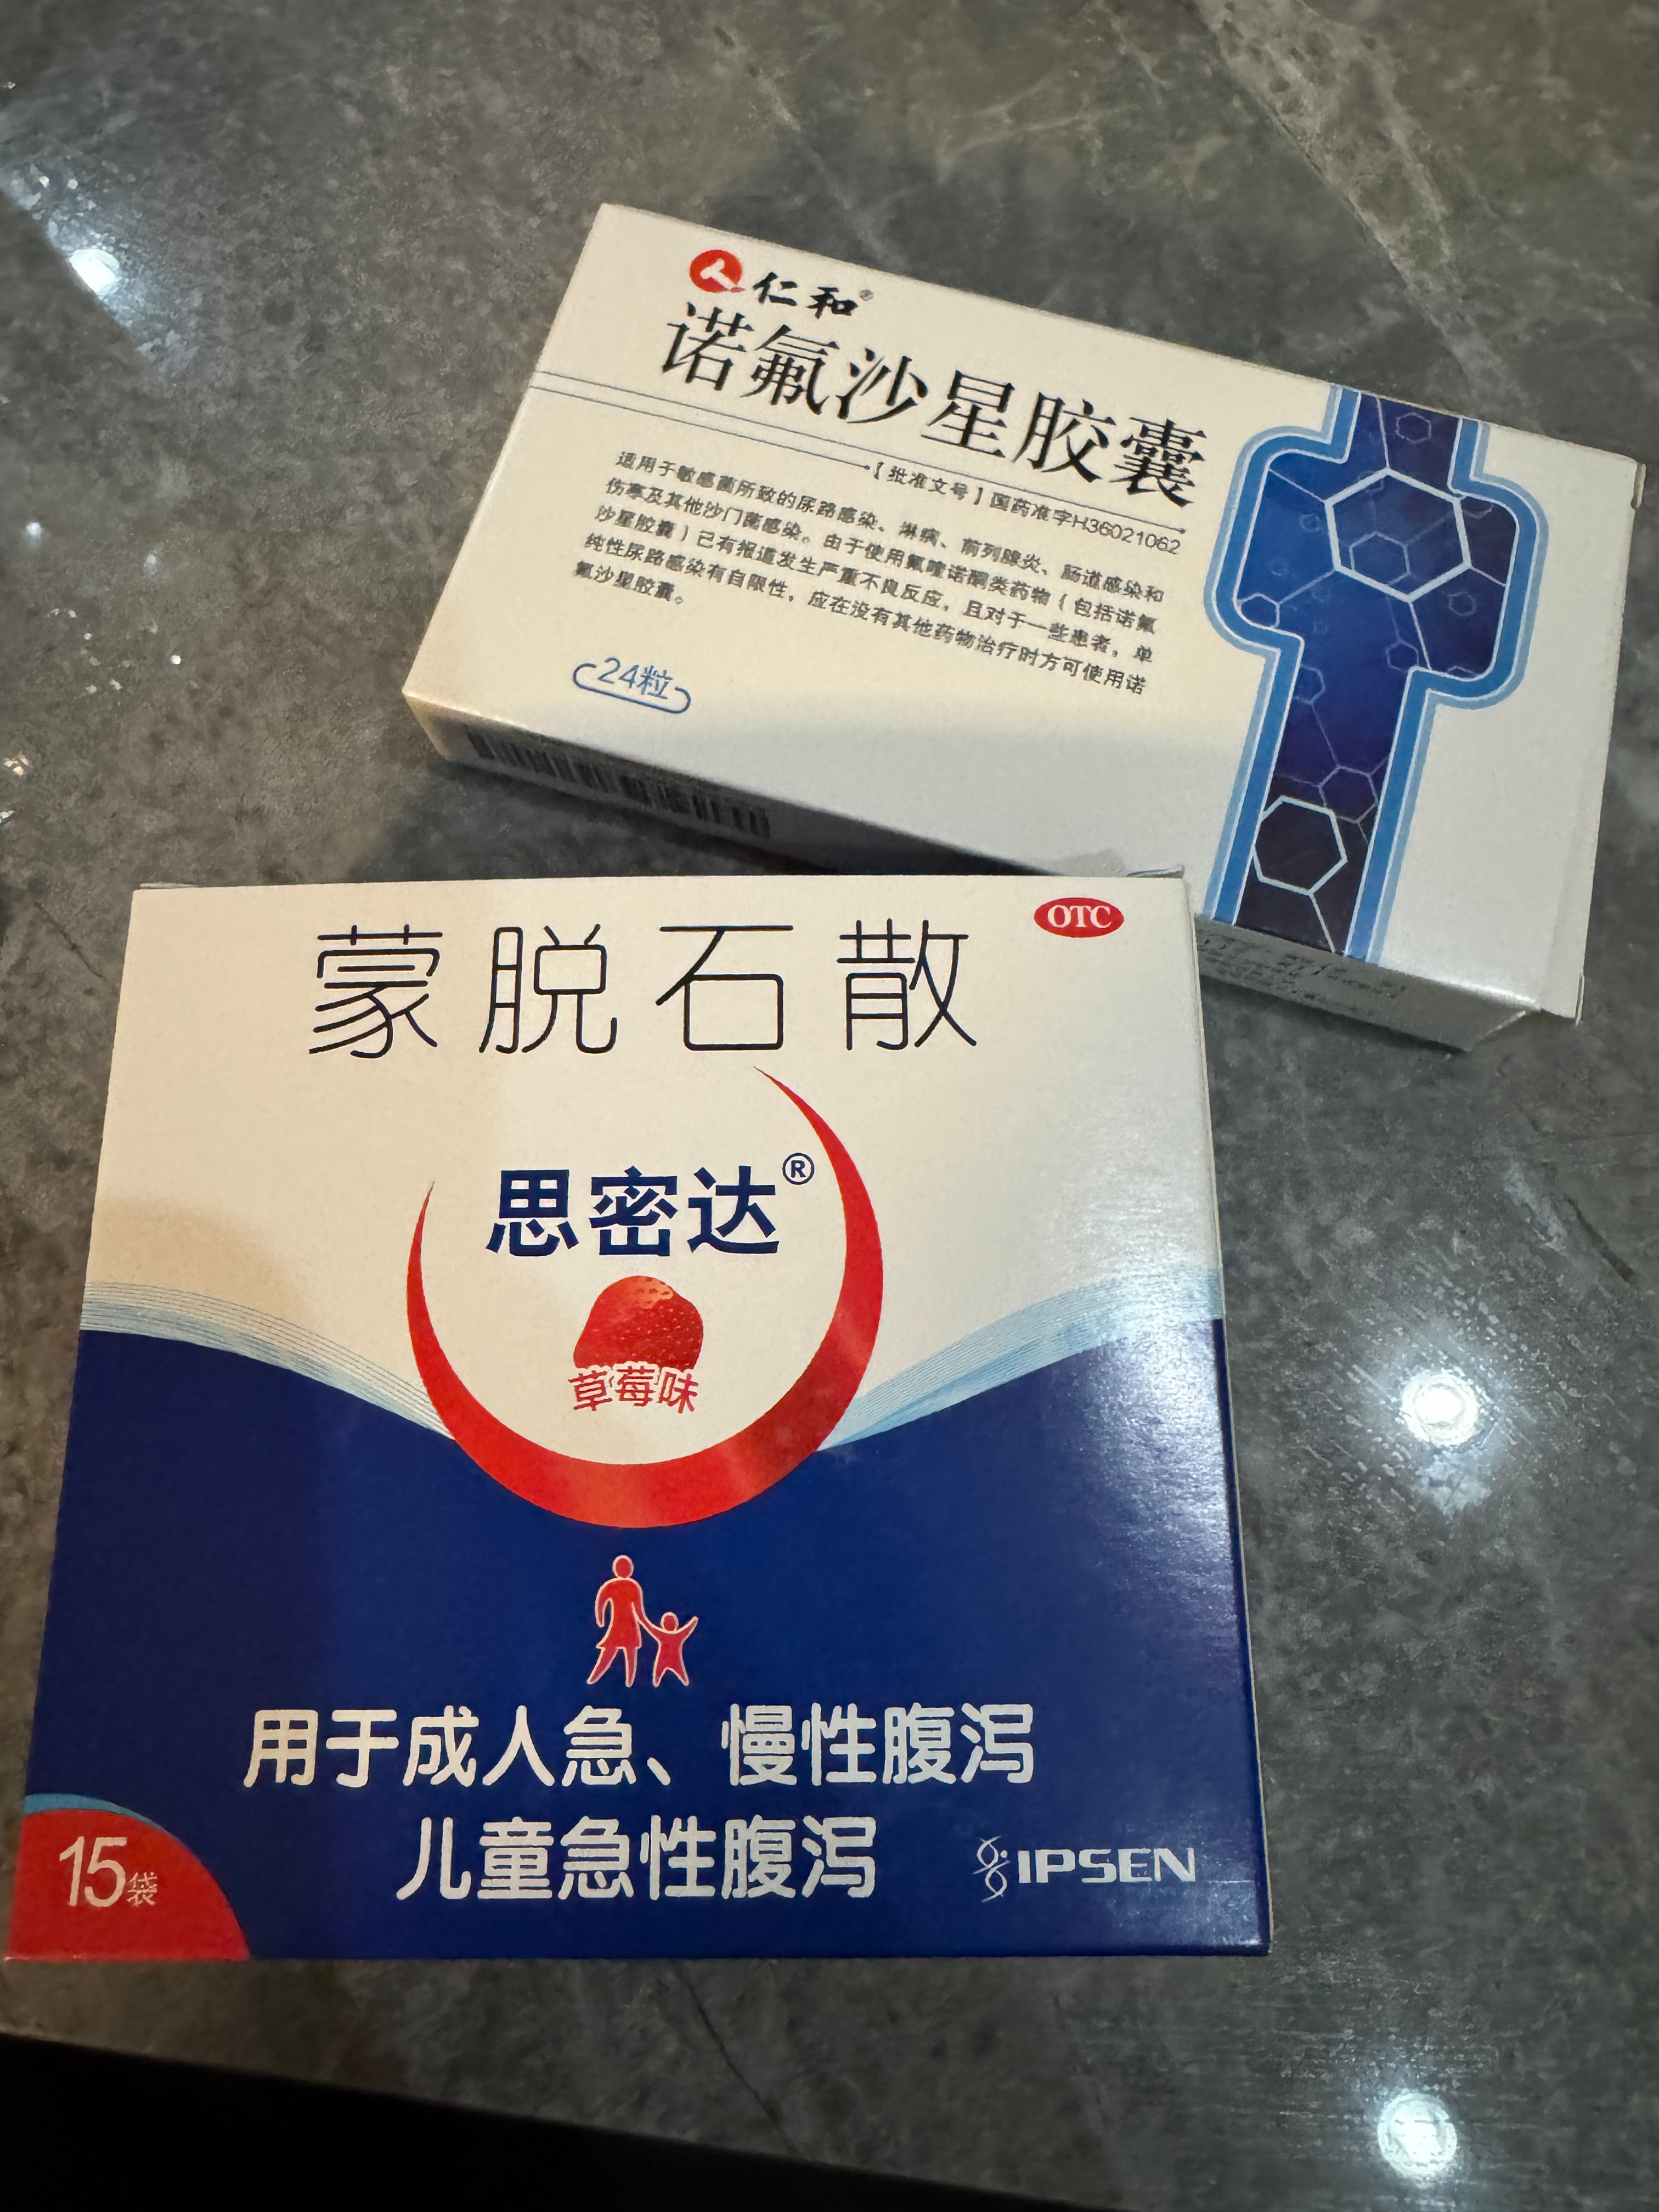 仁和®
诺氟沙星胶囊
【批准文号】国药准字H36021062
适用于敏感菌所致的尿路感染、淋病、前列腺炎、肠道感染和
伤寒及其他沙门菌感染。由于使用氟喹诺酮类药物（包括诺氟
沙星胶囊）已有报道发生严重不良反应，且对于一些患者，单
纯性尿路感染有自限性，应在没有其他药物治疗时方可使用诺
氟沙星胶囊。
24粒
OTC
蒙脱石散
思密达®
草莓味
用于成人急、慢性腹泻
儿童急性腹泻
15袋
IPSEN